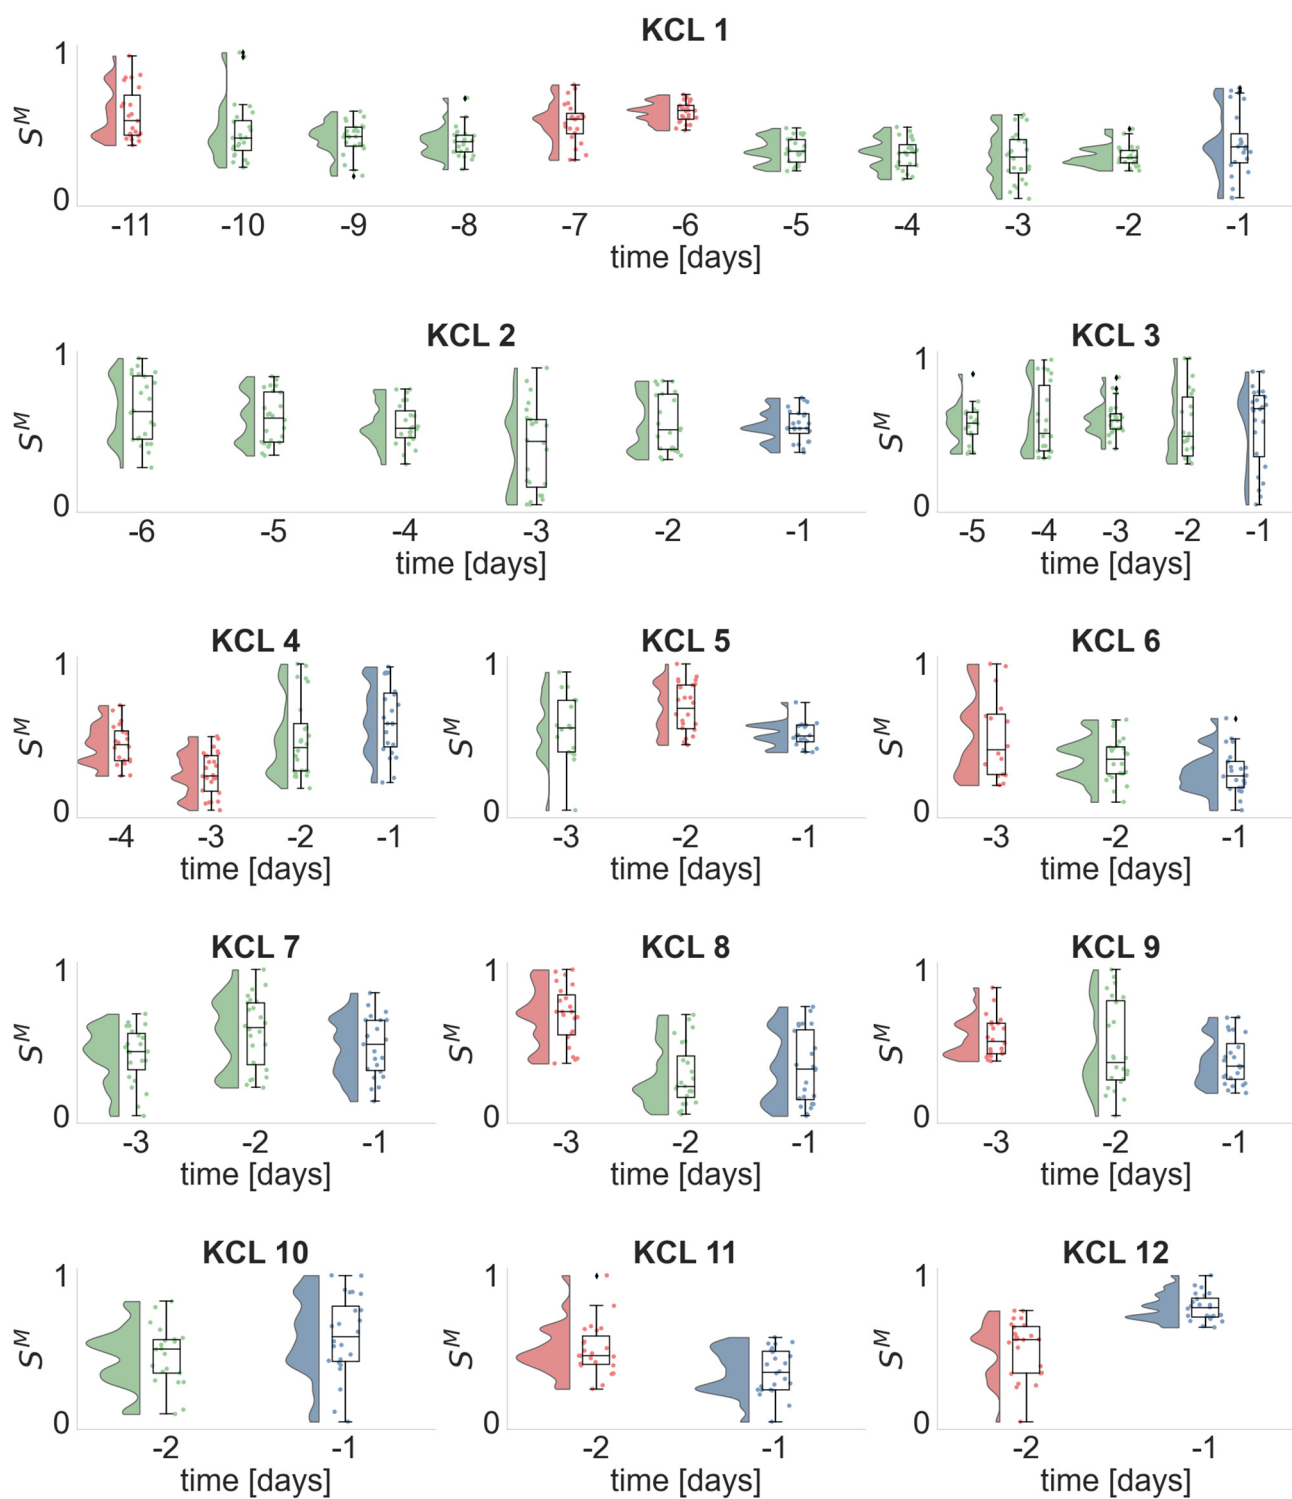 KCL 1
1
S^M
0
-11 -10 -9 -8 -7 -6 -5 -4 -3 -2 -1
time [days]
KCL 2
1
S^M
0
-6 -5 -4 -3 -2 -1
time [days]
KCL 3
1
S^M
0
-5 -4 -3 -2 -1
time [days]
KCL 4
1
S^M
0
-4 -3 -2 -1
time [days]
KCL 5
1
S^M
0
-3 -2 -1
time [days]
KCL 6
1
S^M
0
-3 -2 -1
time [days]
KCL 7
1
S^M
0
-3 -2 -1
time [days]
KCL 8
1
S^M
0
-3 -2 -1
time [days]
KCL 9
1
S^M
0
-3 -2 -1
time [days]
KCL 10
1
S^M
0
-2 -1
time [days]
KCL 11
1
S^M
0
-2 -1
time [days]
KCL 12
1
S^M
0
-2 -1
time [days]